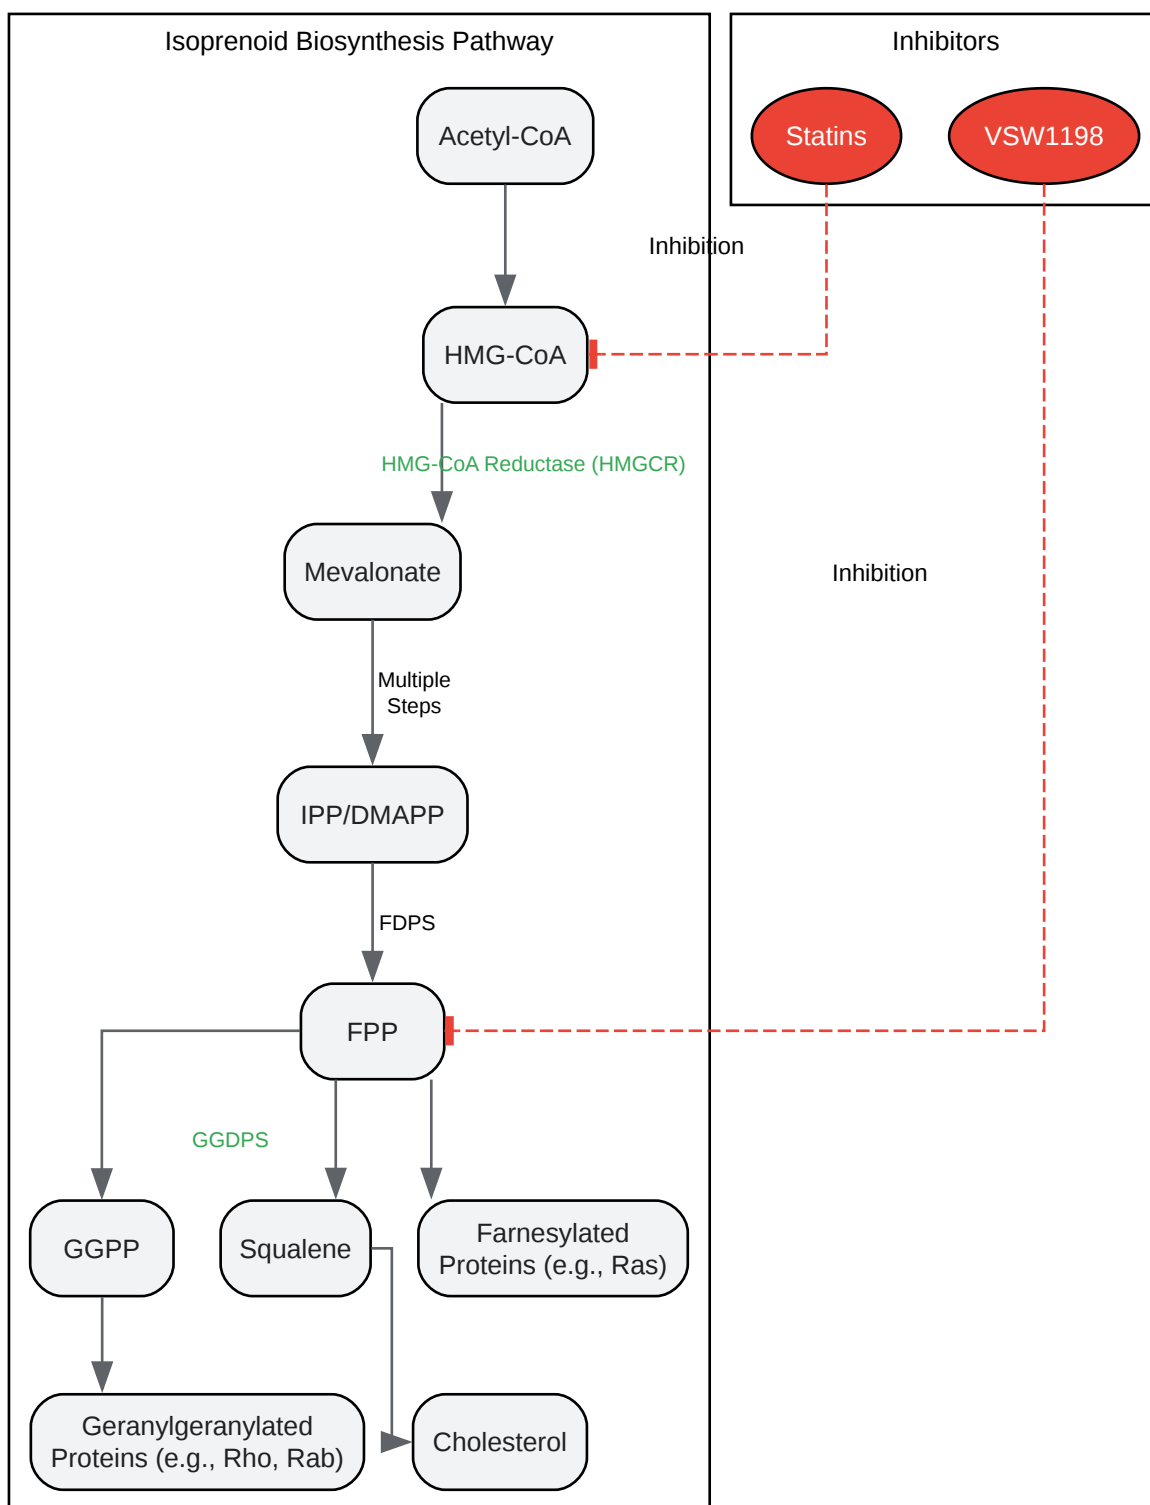 Isoprenoid Biosynthesis Pathway
Inhibitors
Acetyl-CoA
Statins
VSW1198
Inhibition
HMG-CoA
HMG-CoA Reductase (HMGCR)
Mevalonate
Inhibition
Multiple
Steps
IPP/DMAPP
FDPS
FPP
GGDPS
GGPP
Squalene
Farnesylated
Proteins (e.g., Ras)
Geranylgeranylated
Proteins (e.g., Rho, Rab)
Cholesterol